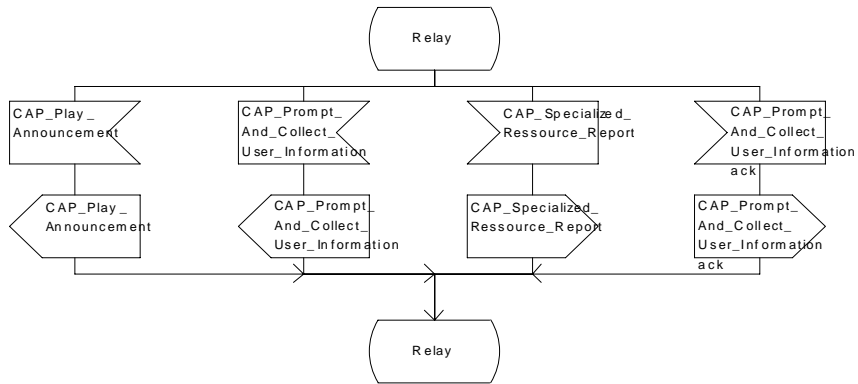 Relay
CAP_Play_
Announcement
CAP_Prompt_
And_Collect_
User_Information
CAP_Specialized_
Ressource_Report
CAP_Prompt_
And_Collect_
User_Information
ack
CAP_Play_
Announcement
CAP_Prompt_
And_Collect_
User_Information
CAP_Specialized_
Ressource_Report
CAP_Prompt_
And_Collect_
User_Information
ack
Relay